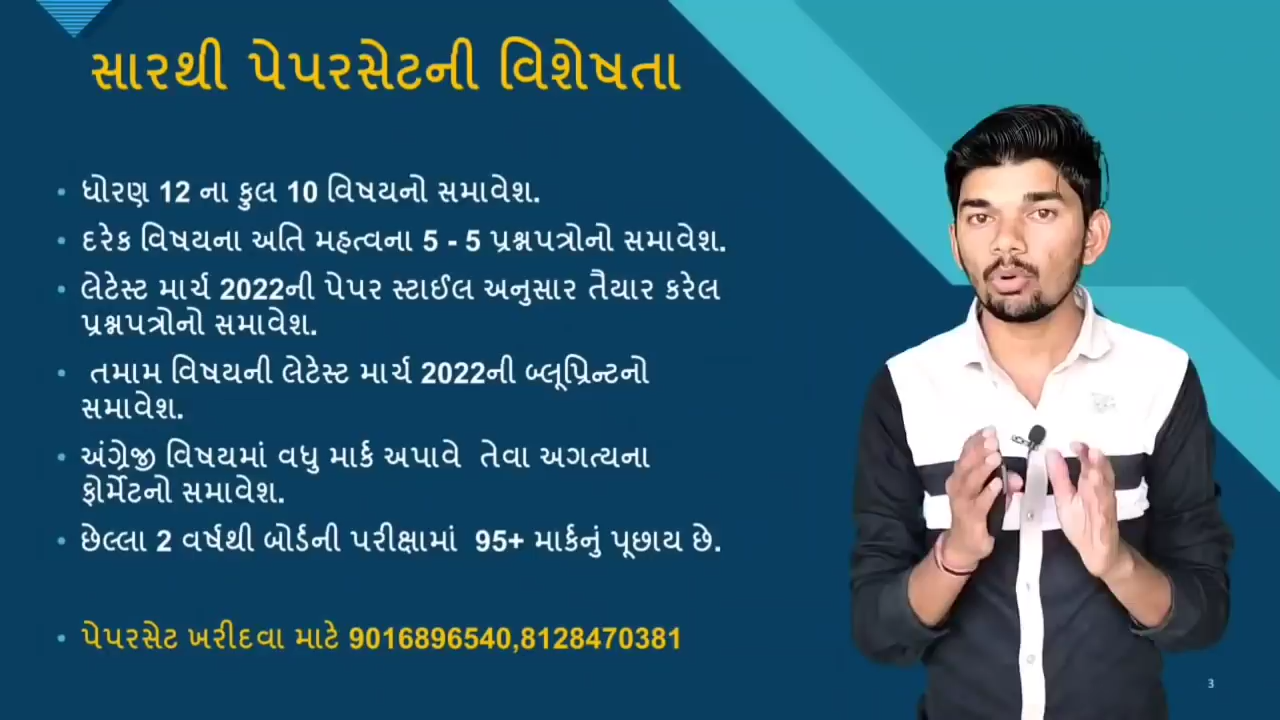 સારથી પેપરસેટની વિશેષતા
• ધોરણ 12 ના કુલ 10 વિષયનો સમાવેશ.
• દરેક વિષયના અતિ મહત્વના 5 - 5 પ્રશ્નપત્રોનો સમાવેશ.
• લેટેસ્ટ માર્ચ 2022ની પેપર સ્ટાઈલ અનુસાર તૈયાર કરેલ
પ્રશ્નપત્રોનો સમાવેશ.
• તમામ વિષયની લેટેસ્ટ માર્ચ 2022ની બ્લૂપ્રિન્ટનો
સમાવેશ.
• અંગ્રેજી વિષયમાં વધુ માર્ક અપાવે તેવા અગત્યના
ફોર્મેટનો સમાવેશ.
• છેલ્લા 2 વર્ષથી બોર્ડની પરીક્ષામાં 95+ માર્કનું પૂછાય છે.
• પેપરસેટ ખરીદવા માટે 9016896540,8128470381
3